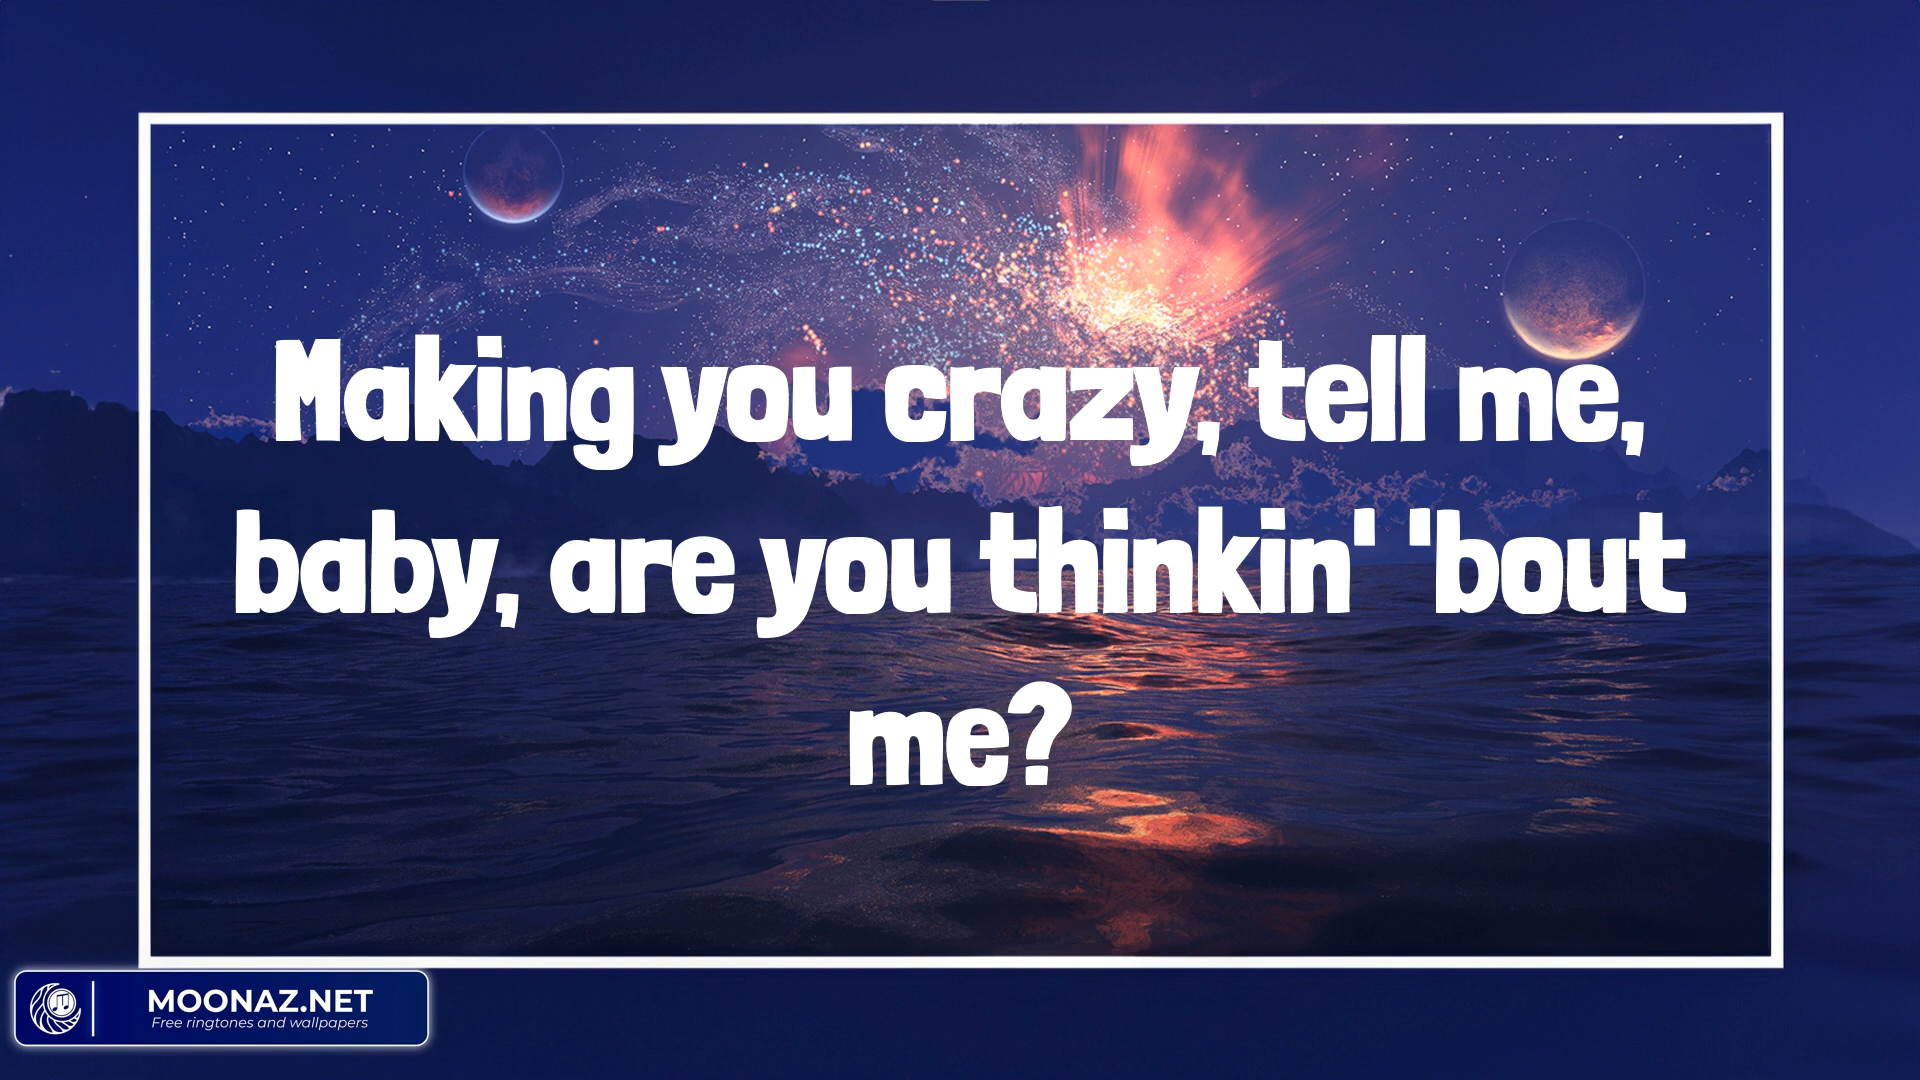 Making you crazy, tell me,
baby, are you thinkin' 'bout
me?
MOONAZ.NET
Free ringtones and wallpapers